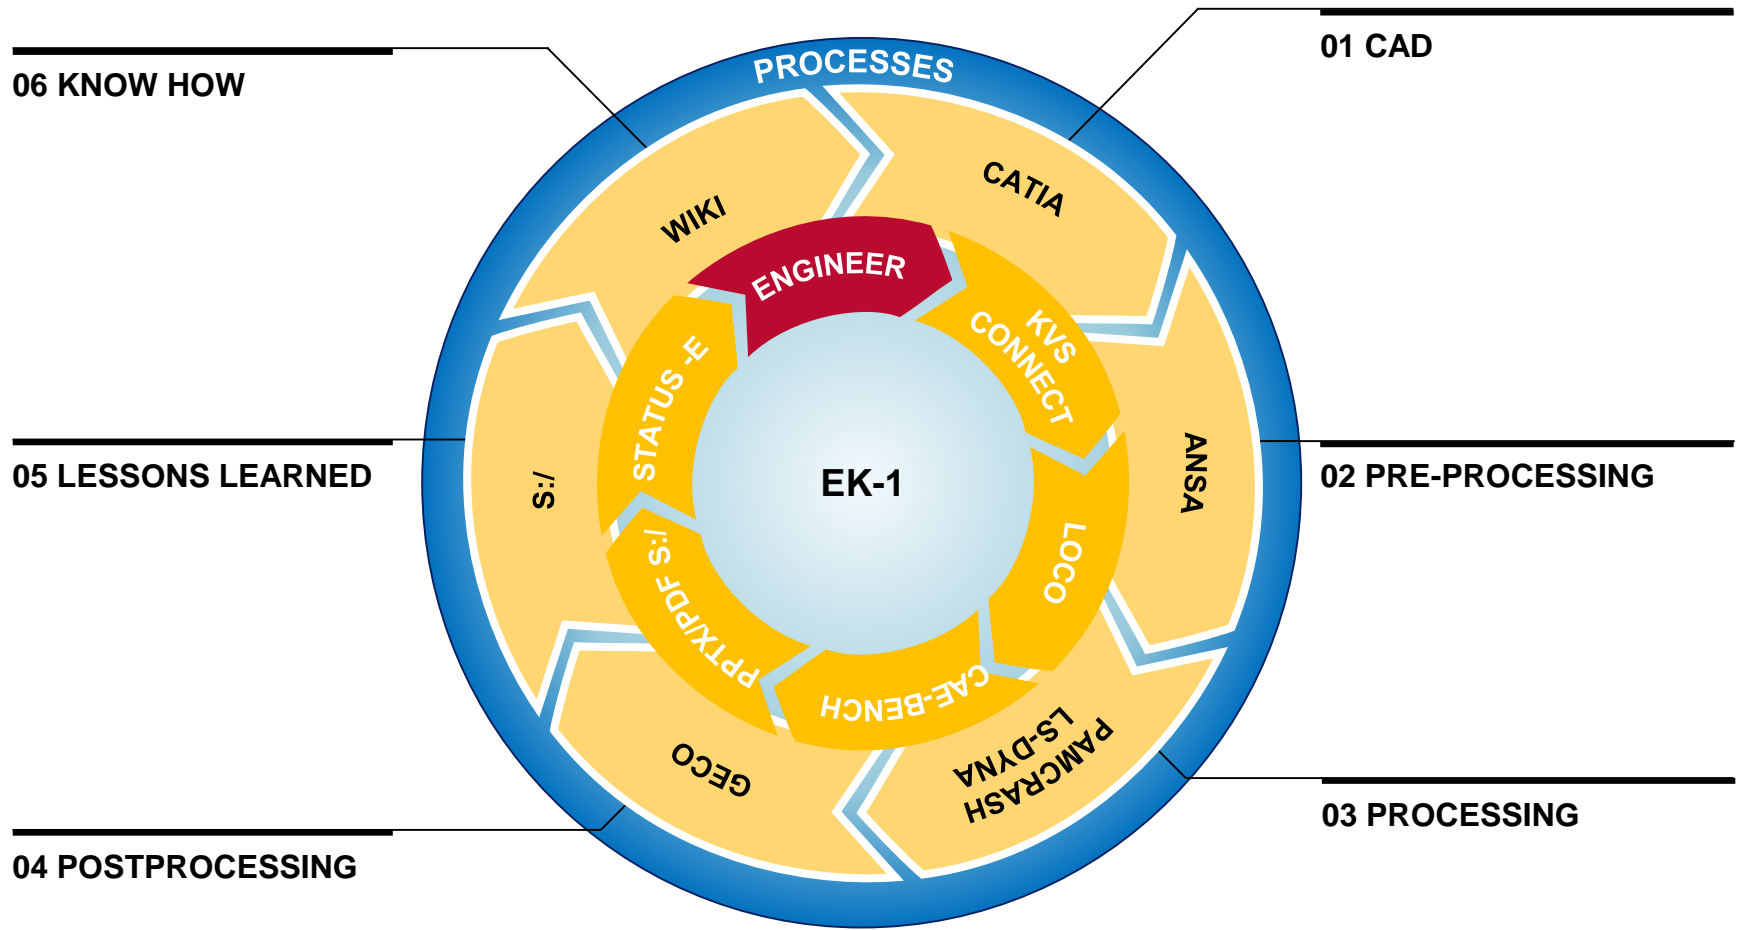 PROCESSES
01 CAD
02 PRE-PROCESSING
03 PROCESSING
04 POSTPROCESSING
05 LESSONS LEARNED
06 KNOW HOW
CATIA
ANSA
PAMCRASH
LS-DYNA
GECO
S:/
WIKI
ENGINEER
KVS
CONNECT
LOCO
CAE-BENCH
PPTX/PDF S:/
STATUS -E
EK-1